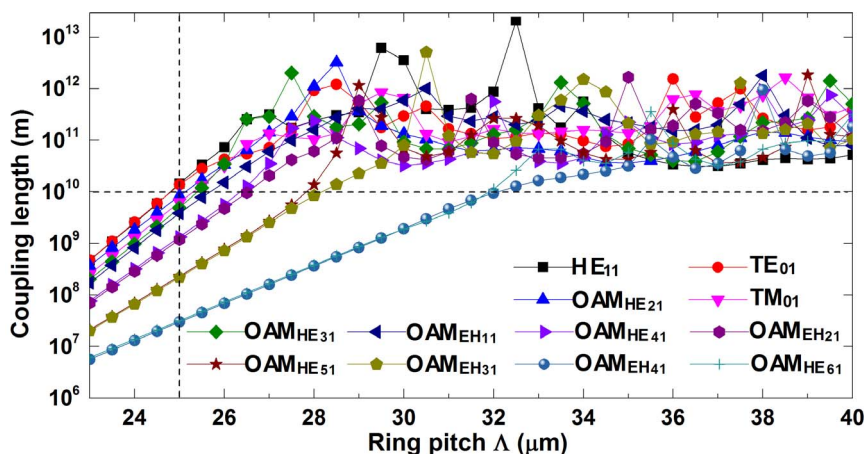 10¹³
10¹²
10¹¹
10¹⁰
10⁹
10⁸
10⁷
10⁶
Coupling length (m)
HE₁₁ TE₀₁
OAM_HE₂₁ TM₀₁
OAM_HE₃₁ OAM_EH₁₁ OAM_HE₄₁ OAM_EH₂₁
OAM_HE₅₁ OAM_EH₃₁ OAM_EH₄₁ OAM_HE₆₁
24 26 28 30 32 34 36 38 40
Ring pitch Λ (μm)